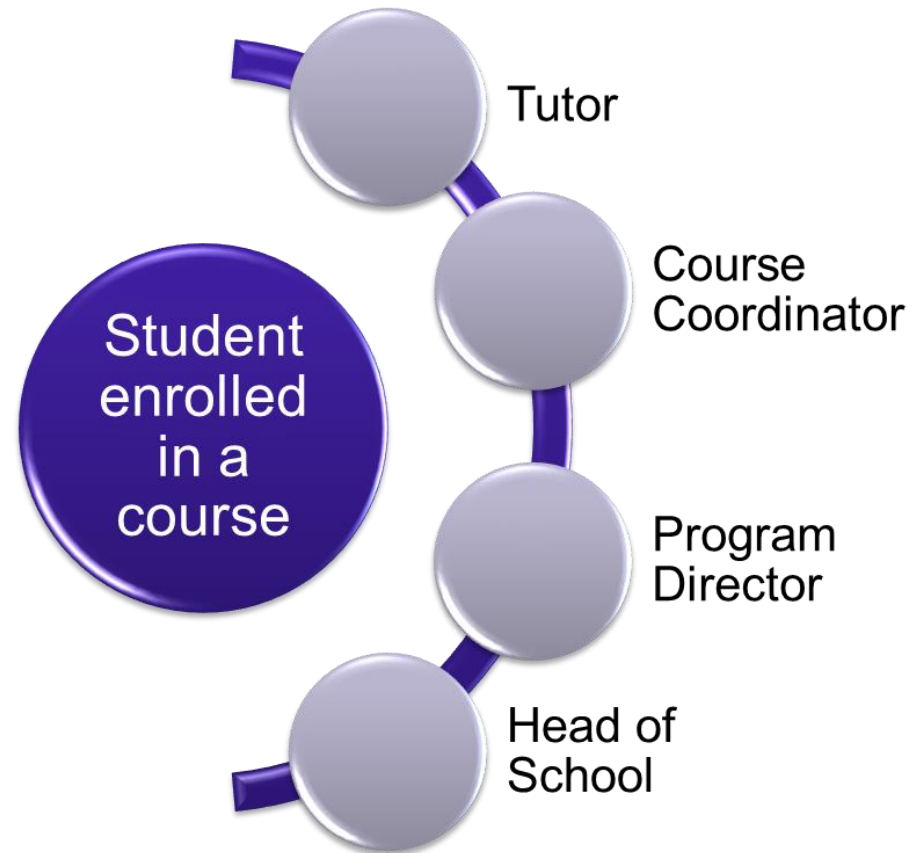 Tutor
Course
Coordinator
Student
enrolled
in a
course
Program
Director
Head of
School